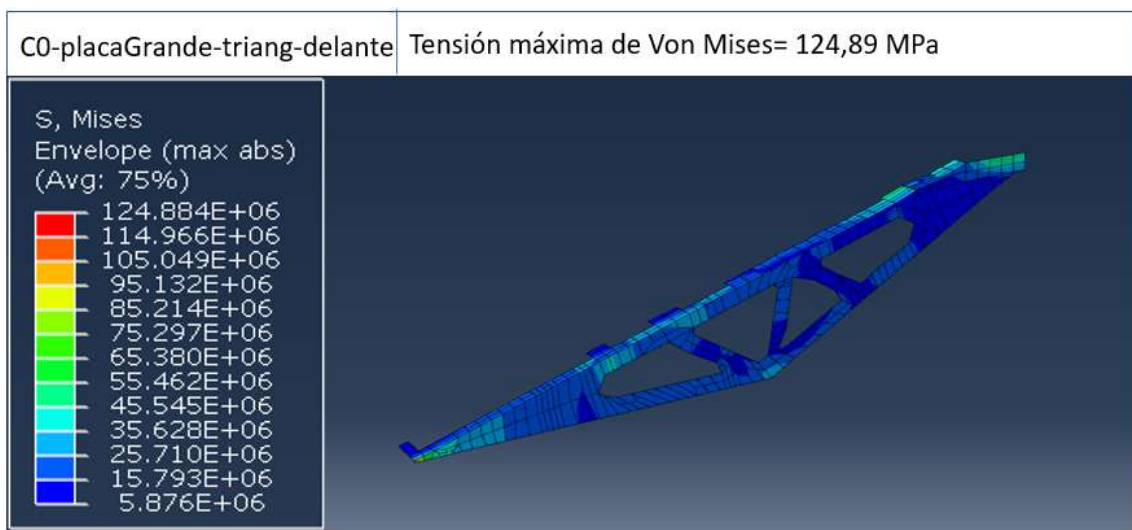 C0-placaGrande-triang-delante
Tensión máxima de Von Mises= 124,89 MPa
S, Mises
Envelope (max abs)
(Avg: 75%)
124.884E+06
114.966E+06
105.049E+06
95.132E+06
85.214E+06
75.297E+06
65.380E+06
55.462E+06
45.545E+06
35.628E+06
25.710E+06
15.793E+06
5.876E+06